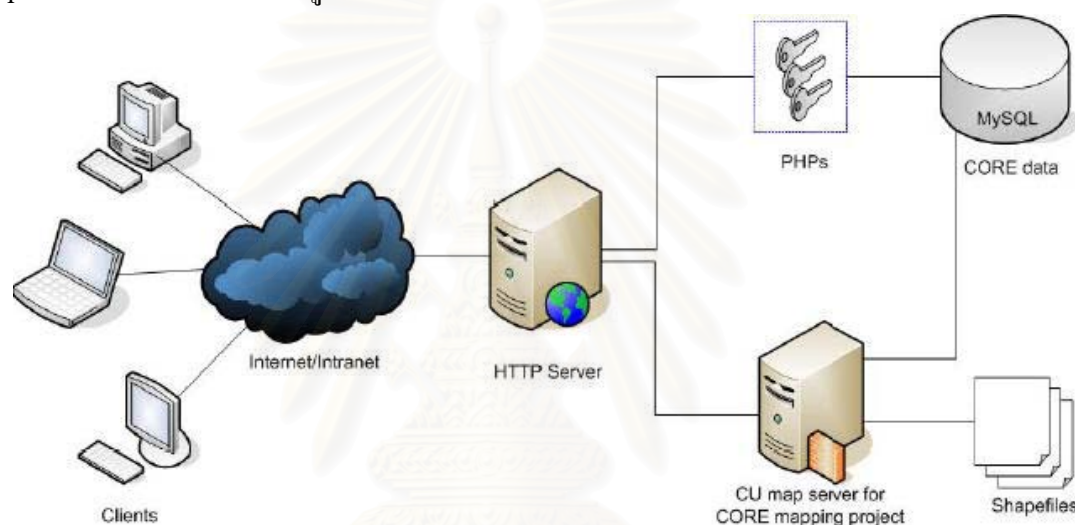 MySQL
PHPs
CORE data
Internet/Intranet
HTTP Server
Clients
CU map server for
CORE mapping project
Shapefiles